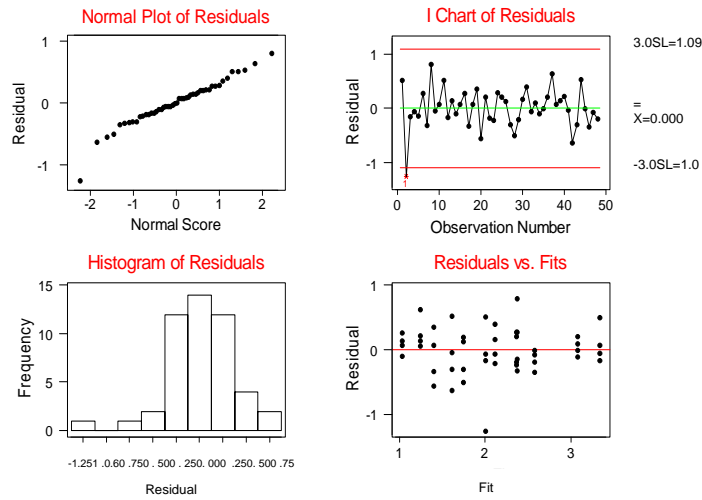 Normal Plot of Residuals
1
0
-1
Residual
-2
-1
0
1
2
Normal Score
I Chart of Residuals
1
0
-1
Residual
1
0
10
20
30
40
50
Observation Number
3.0SL=1.09
=
X=0.000
-3.0SL=1.0
Histogram of Residuals
15
10
5
0
Frequency
-1.251 .0.60 .750.500 .250. 000 .250.500.75
Residual
Residuals vs. Fits
1
0
-1
Residual
1
2
3
Fit